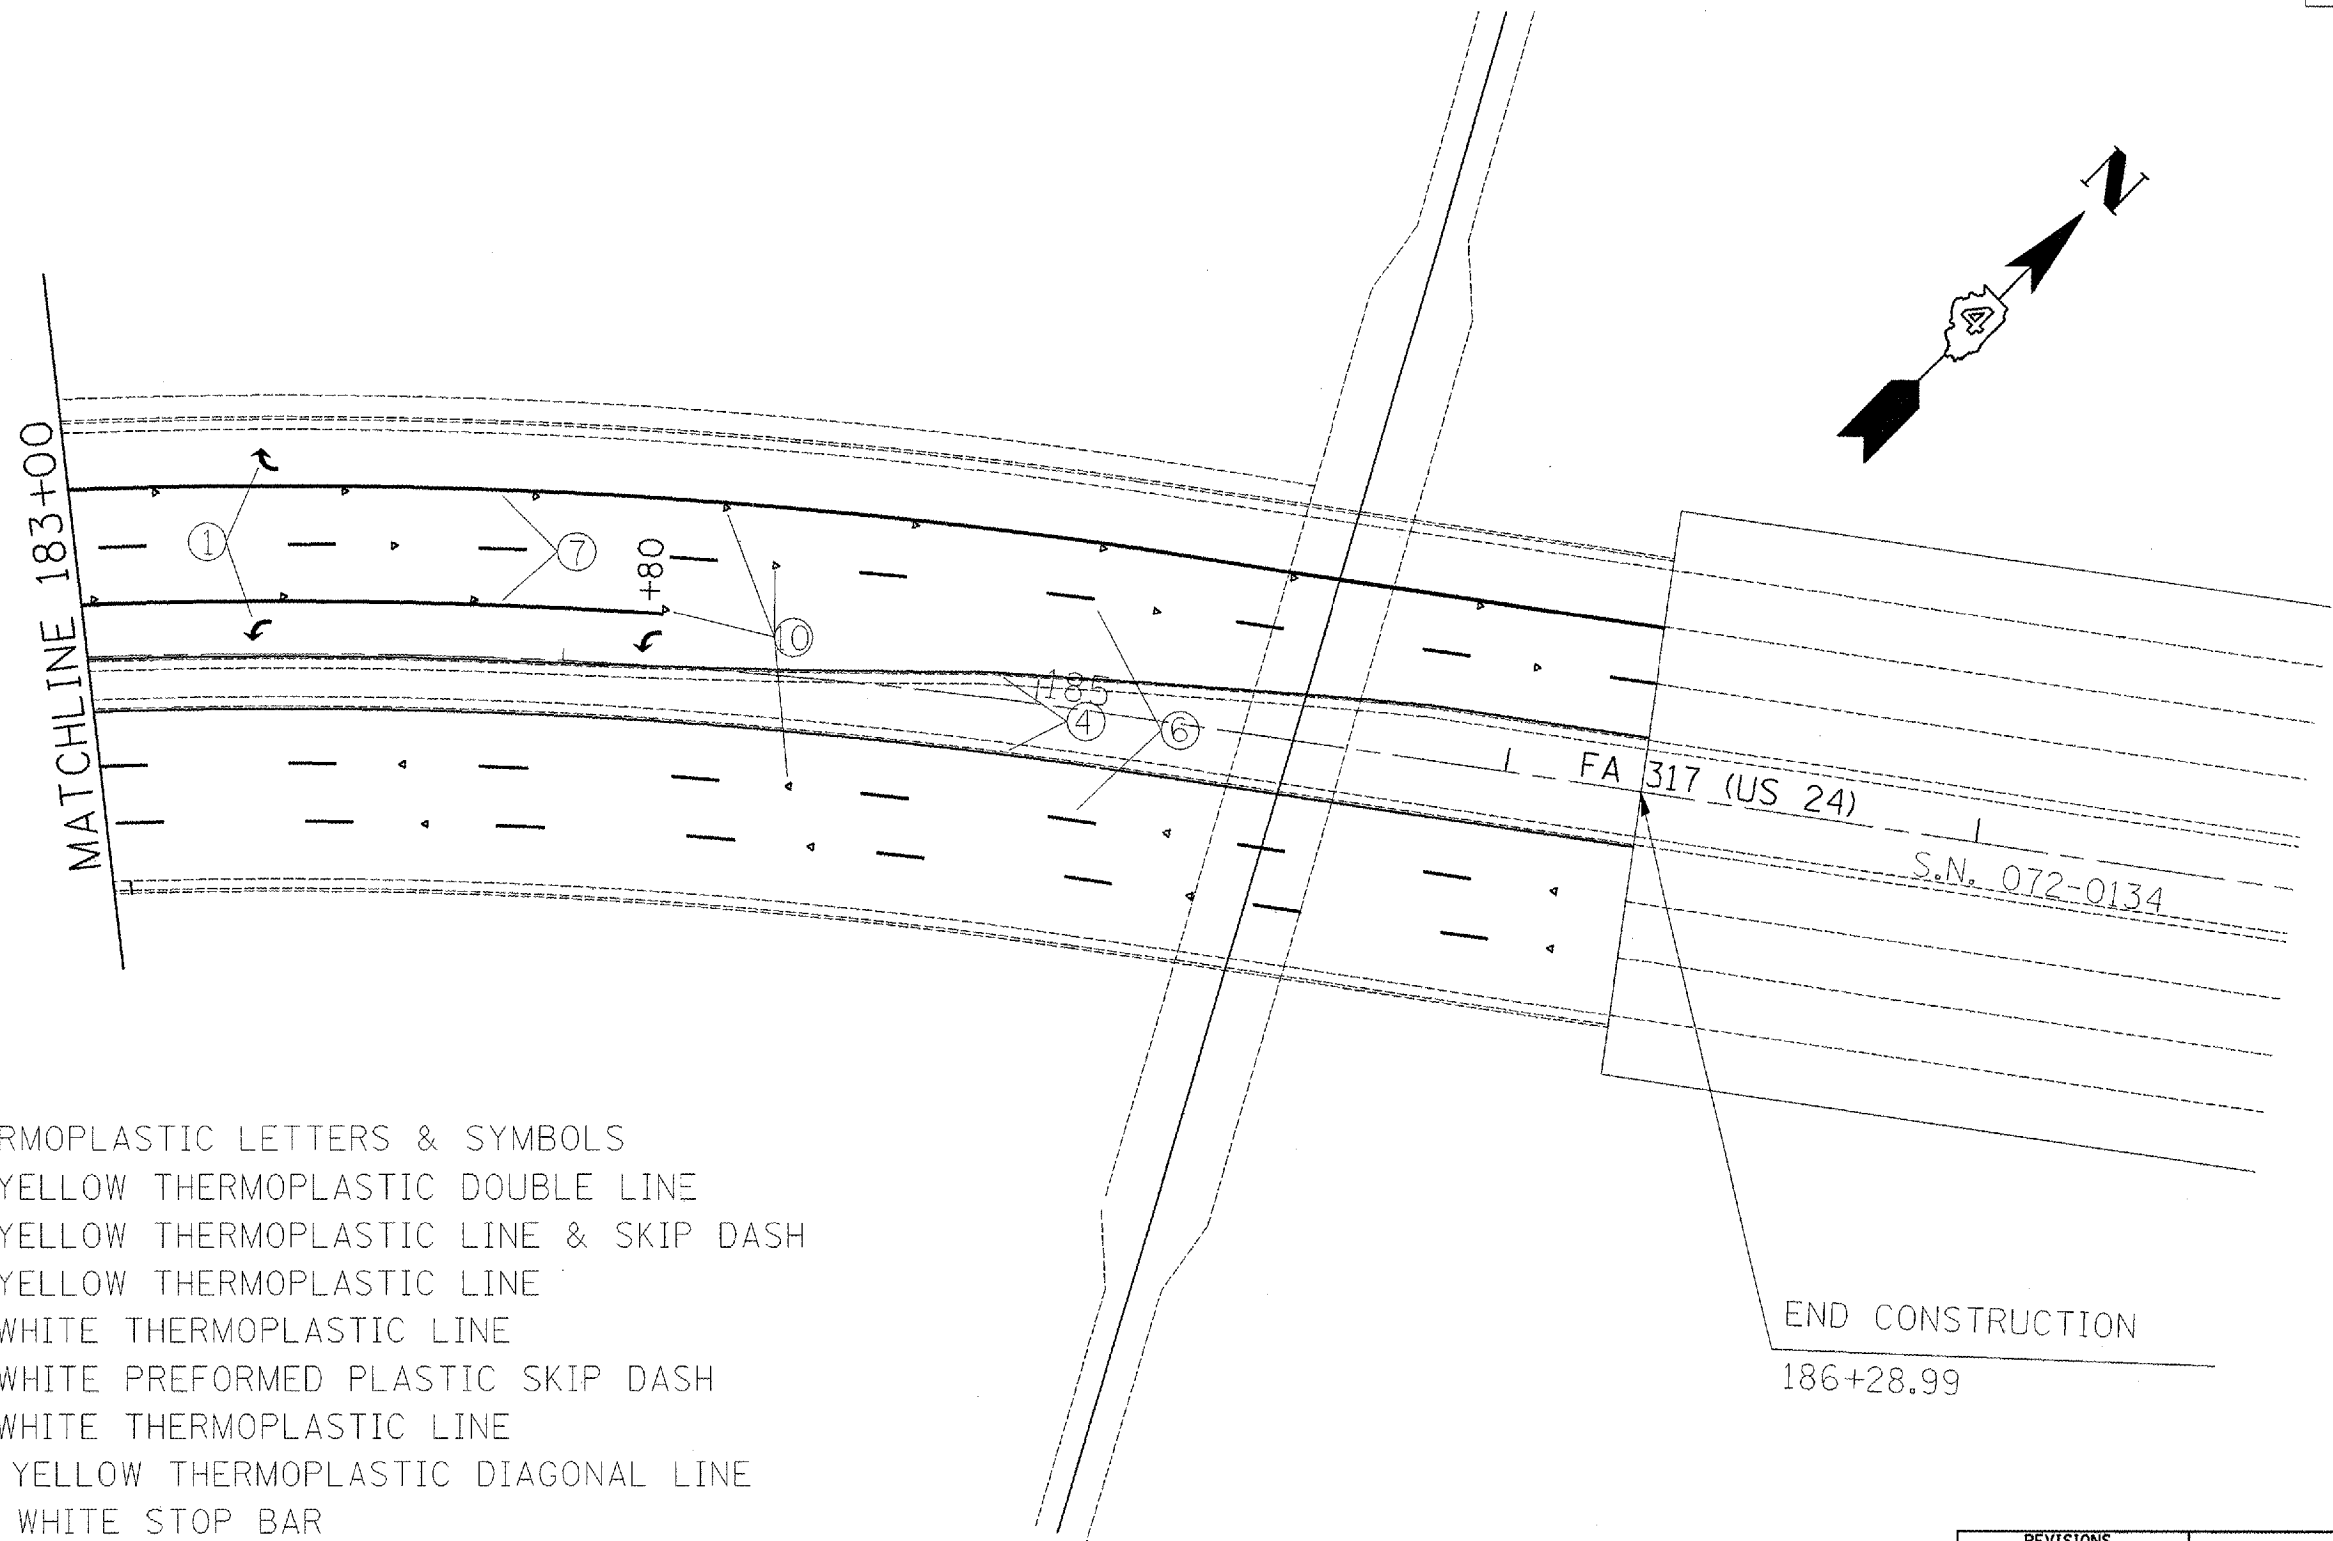 N
4
MATCHLINE 183+00
1
7
+80
10
185
4
6
FA 317 (US 24)
S.N. 072-0134
RMOPLASTIC LETTERS & SYMBOLS
YELLOW THERMOPLASTIC DOUBLE LINE
YELLOW THERMOPLASTIC LINE & SKIP DASH
YELLOW THERMOPLASTIC LINE
WHITE THERMOPLASTIC LINE
WHITE PREFORMED PLASTIC SKIP DASH
WHITE THERMOPLASTIC LINE
YELLOW THERMOPLASTIC DIAGONAL LINE
WHITE STOP BAR
END CONSTRUCTION
186+28.99
REVISIONS